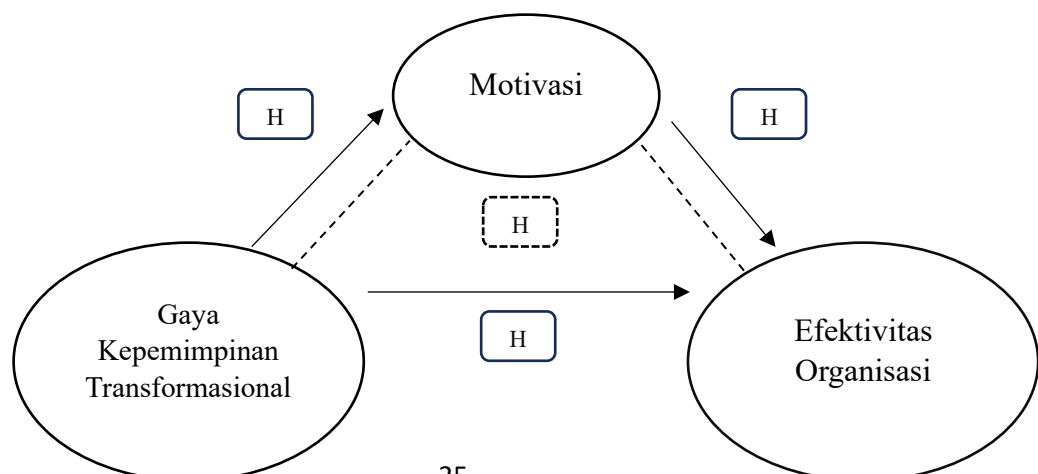 Motivasi
H
H
H
Gaya
Kepemimpinan
Transformasional
H
Efektivitas
Organisasi